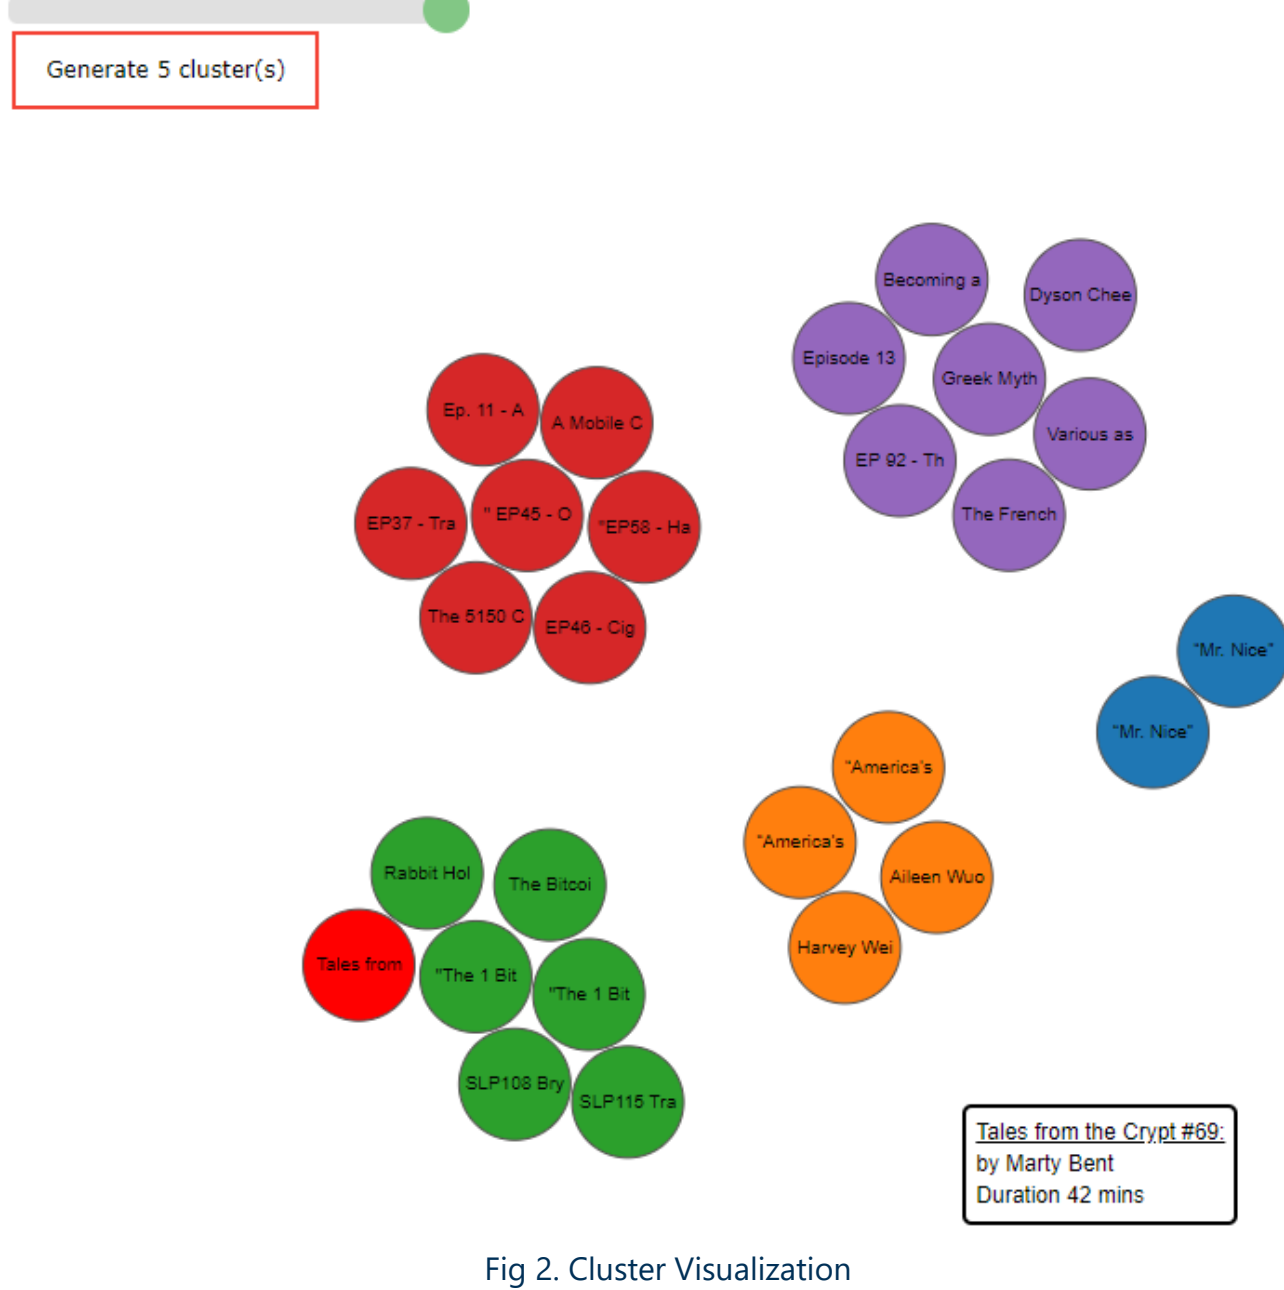 Generate 5 cluster(s)
Becoming a
Dyson Chee
Episode 13
Greek Myth
Various as
EP 92 - Th
The French
Ep. 11 - A
A Mobile C
EP37 - Tra
" EP45 - O
"EP58 - Ha
The 5150 C
EP46 - Cig
"Mr. Nice"
"Mr. Nice"
"America's
"America's
Aileen Wuo
Harvey Wei
Rabbit Hol
The Bitcoi
Tales from
"The 1 Bit
"The 1 Bit
SLP108 Bry
SLP115 Tra
Tales from the Crypt #69:
by Marty Bent
Duration 42 mins
Fig 2. Cluster Visualization